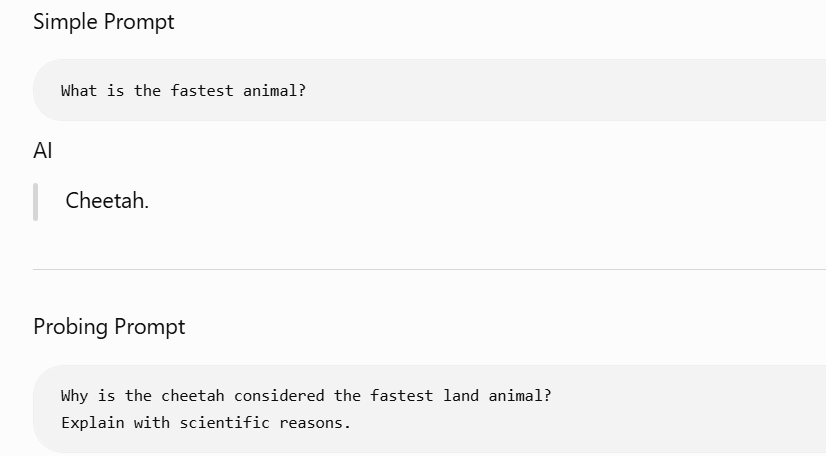 Simple Prompt
What is the fastest animal?
AI
Cheetah.
Probing Prompt
Why is the cheetah considered the fastest land animal?
Explain with scientific reasons.